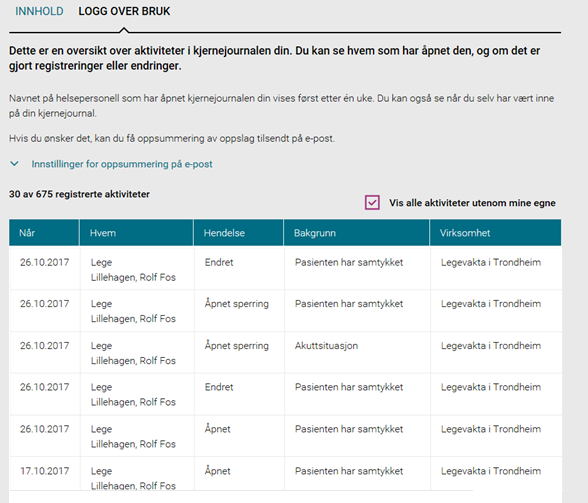 INNHOLD LOGG OVER BRUK
Dette er en oversikt over aktiviteter i kjernejournalen din. Du kan se hvem som har åpnet den, og om det er
gjort registreringer eller endringer.
Navnet på helsepersonell som har åpnet kjernejournalen din vises først etter én uke. Du kan også se når du selv har vært inne
på din kjernejournal.
Hvis du ønsker det, kan du få oppsummering av oppslag tilsendt på e-post.
Innstillinger for oppsummering på e-post
30 av 675 registrerte aktiviteter
Vis alle aktiviteter utenom mine egne
Når Hvem Hendelse Bakgrunn Virksomhet
26.10.2017 Lege Endret Pasienten har samtykket Legevakta i Trondheim
Lillehagen, Rolf Fos
26.10.2017 Lege Åpnet sperring Pasienten har samtykket Legevakta i Trondheim
Lillehagen, Rolf Fos
26.10.2017 Lege Åpnet sperring Akuttsituasjon Legevakta i Trondheim
Lillehagen, Rolf Fos
26.10.2017 Lege Endret Pasienten har samtykket Legevakta i Trondheim
Lillehagen, Rolf Fos
26.10.2017 Lege Åpnet Pasienten har samtykket Legevakta i Trondheim
Lillehagen, Rolf Fos
17.10.2017 Lege Åpnet Pasienten har samtykket Legevakta i Trondheim
Lillehagen, Rolf Fos